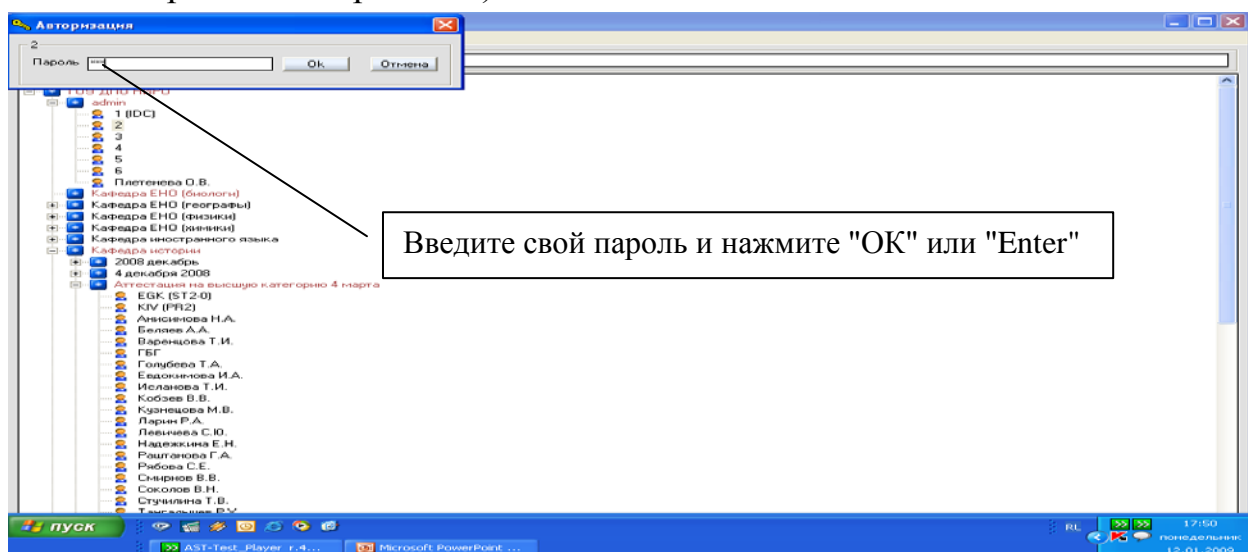 Авторизация
2
Пароль *** Ok Отмена
admin
1 (IDC)
2
3
4
5
6
Плетенева О.В.
Кафедра ЕНО (биологи)
Кафедра ЕНО (географы)
Кафедра ЕНО (физики)
Кафедра ЕНО (химики)
Кафедра иностранного языка
Кафедра истории
2008 декабрь
4 декабря 2008
Аттестация на высшую категорию 4 марта
EGK (ST2-0)
KIV (PR2)
Анисимова Н.А.
Беляев А.А.
Варенцова Т.И.
ГБГ
Голубева Т.А.
Евдокимова И.А.
Исланова Т.И.
Кобзев В.В.
Кузнецова М.В.
Ларин Р.А.
Левичева С.Ю.
Надежкина Е.Н.
Раштанова Г.А.
Рябова С.Е.
Смирнов В.В.
Соколов В.Н.
Стучилина Т.В.
Введите свой пароль и нажмите "ОК" или "Enter"
пуск
RL
17:50
понедельник
12.01.2009
AST-Test_Player r.4...
Microsoft PowerPoint ...